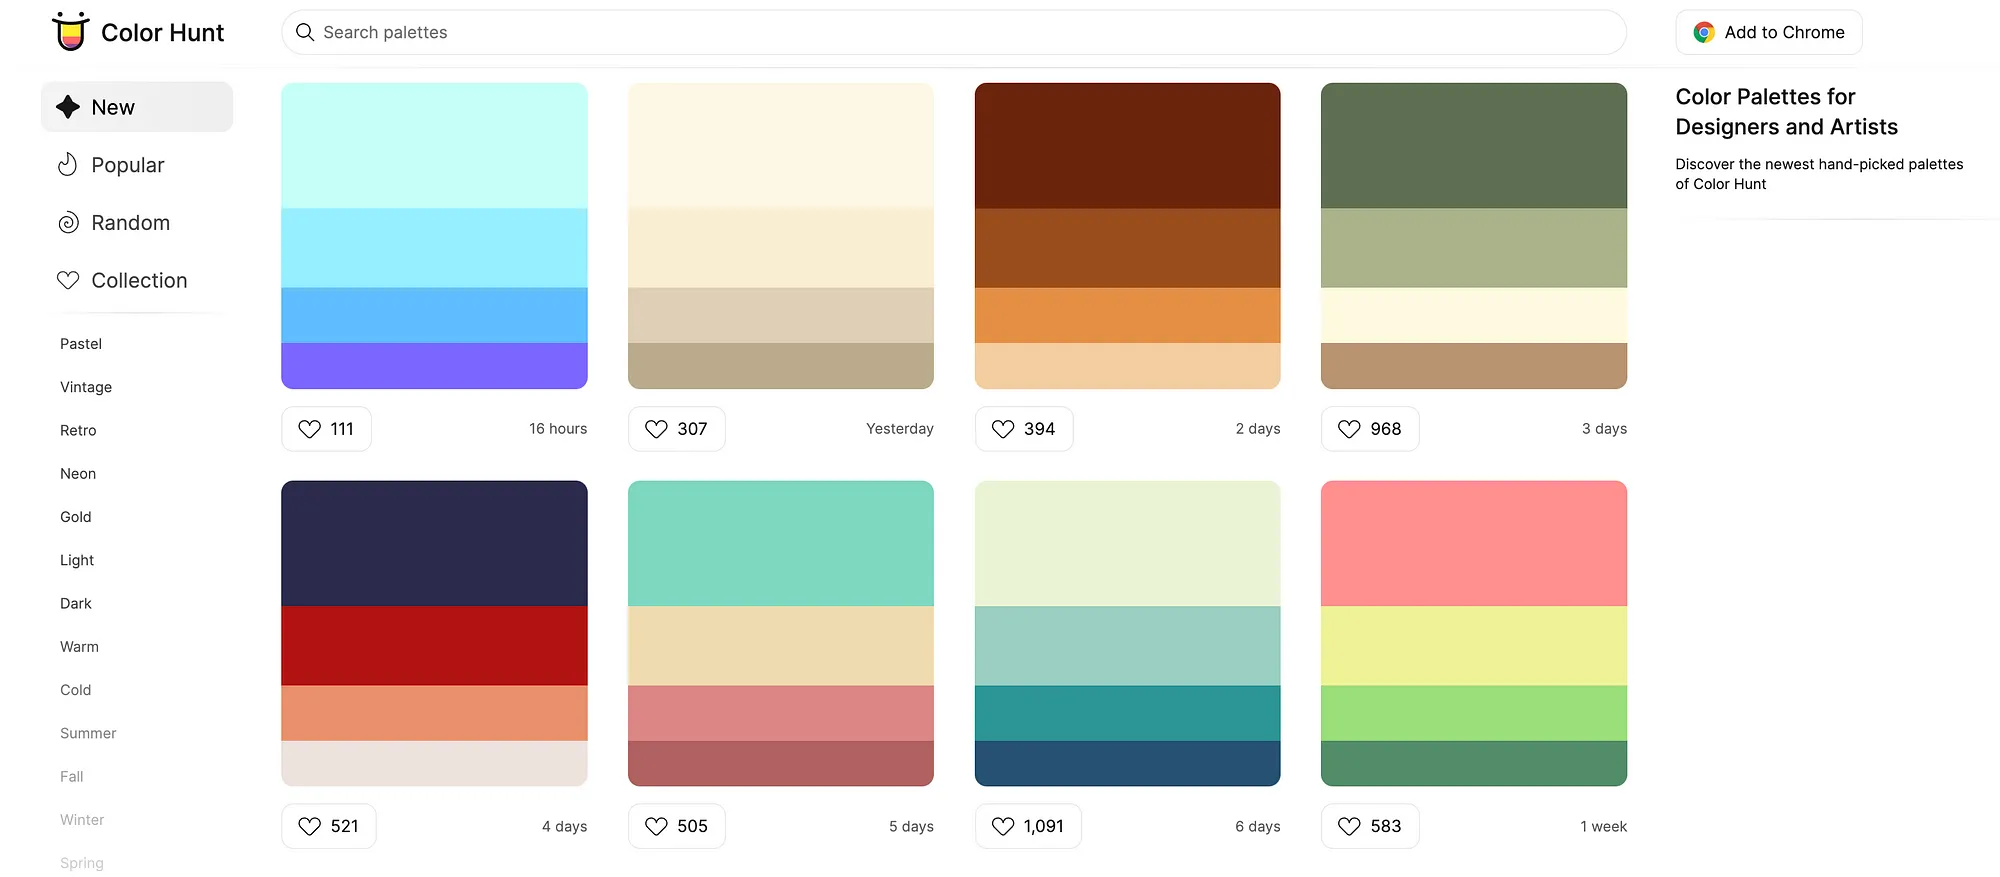 Color Hunt
Search palettes
Add to Chrome
New
Popular
Random
Collection
Pastel
Vintage
Retro
Neon
Gold
Light
Dark
Warm
Cold
Summer
Fall
Winter
Spring
111
16 hours
307
Yesterday
394
2 days
968
3 days
521
4 days
505
5 days
1,091
6 days
583
1 week
Color Palettes for
Designers and Artists
Discover the newest hand-picked palettes
of Color Hunt